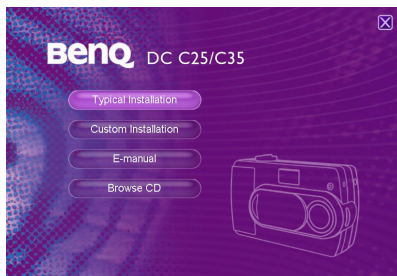 BenQ DC C25/C35
Typical Installation
Custom Installation
E-manual
Browse CD